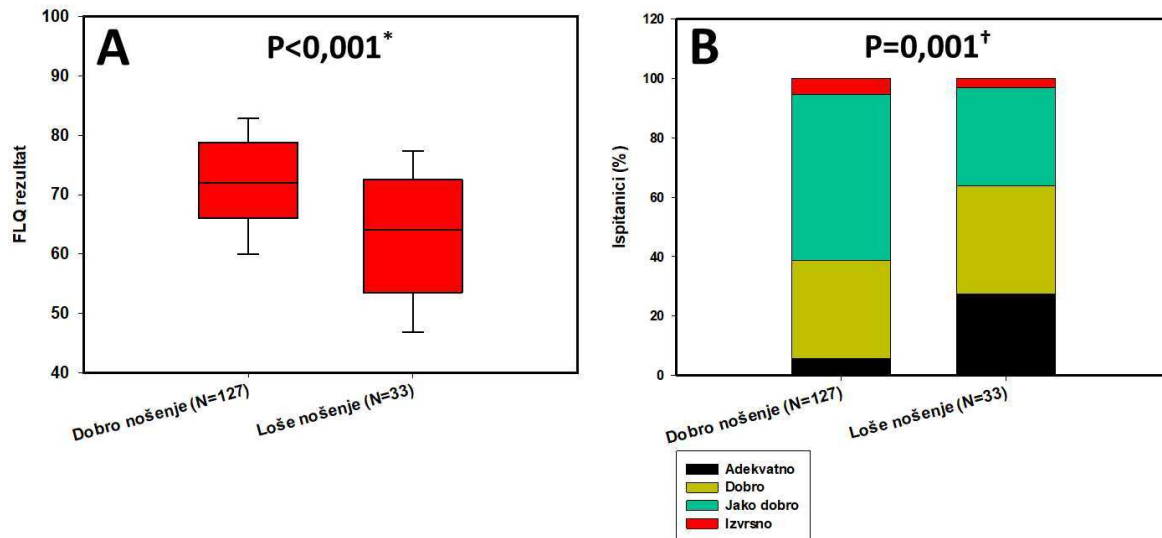 A
P<0,001*
FLQ rezultat
100
90
80
70
60
50
40
Dobro nošenje (N=127)
Loše nošenje (N=33)
B
P=0,001†
Ispitanici (%)
120
100
80
60
40
20
0
Dobro nošenje (N=127)
Loše nošenje (N=33)
Adekvatno
Dobro
Jako dobro
Izvrsno